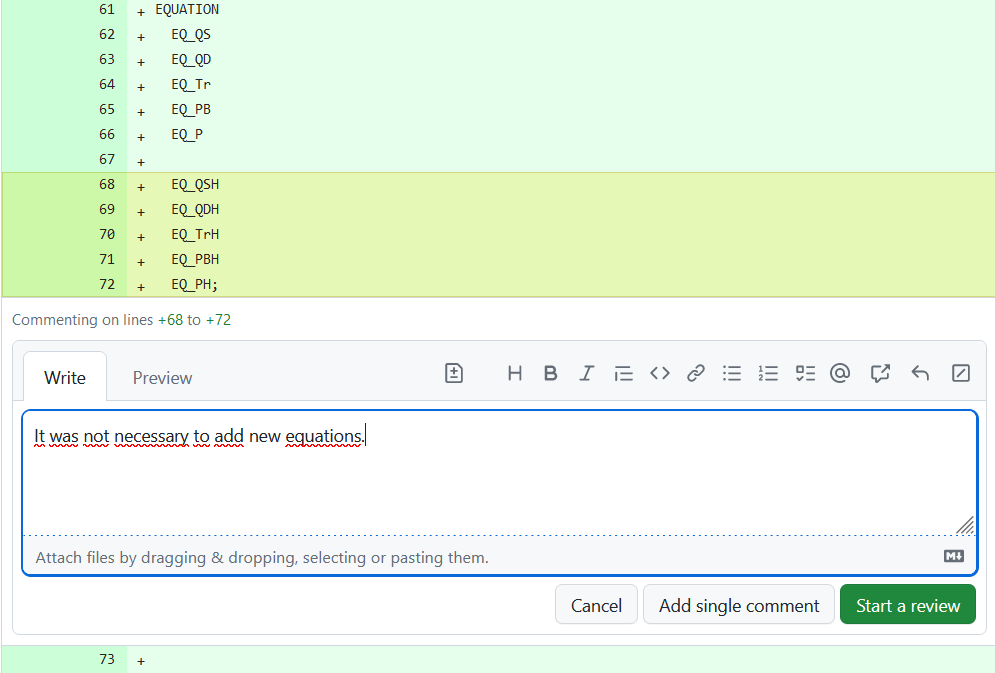 61 + EQUATION
62 + EQ_QS
63 + EQ_QD
64 + EQ_Tr
65 + EQ_PB
66 + EQ_P
67 +
68 + EQ_QSH
69 + EQ_QDH
70 + EQ_TrH
71 + EQ_PBH
72 + EQ_PH;
Commenting on lines +68 to +72
Write Preview
It was not necessary to add new equations.
Attach files by dragging & dropping, selecting or pasting them.
Cancel Add single comment Start a review
73 +